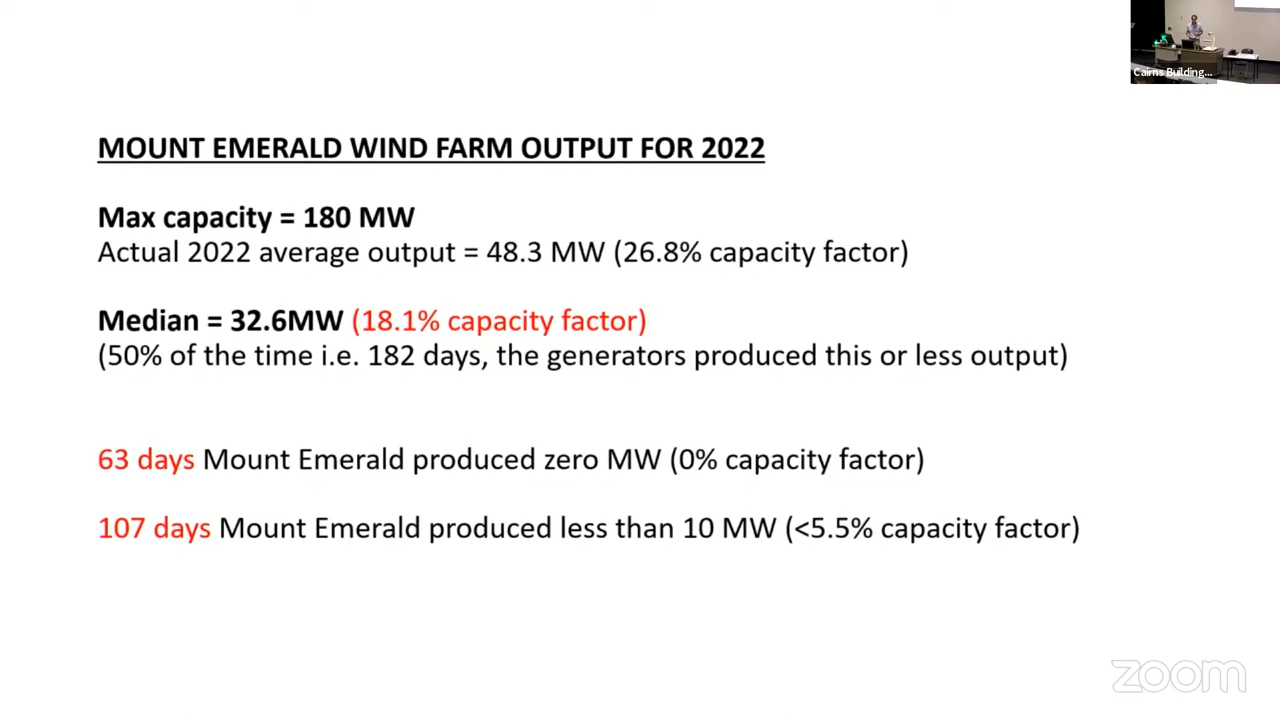 Cairns Building...
MOUNT EMERALD WIND FARM OUTPUT FOR 2022
Max capacity = 180 MW
Actual 2022 average output = 48.3 MW (26.8% capacity factor)
Median = 32.6MW (18.1% capacity factor)
(50% of the time i.e. 182 days, the generators produced this or less output)
63 days Mount Emerald produced zero MW (0% capacity factor)
107 days Mount Emerald produced less than 10 MW (<5.5% capacity factor)
zoom